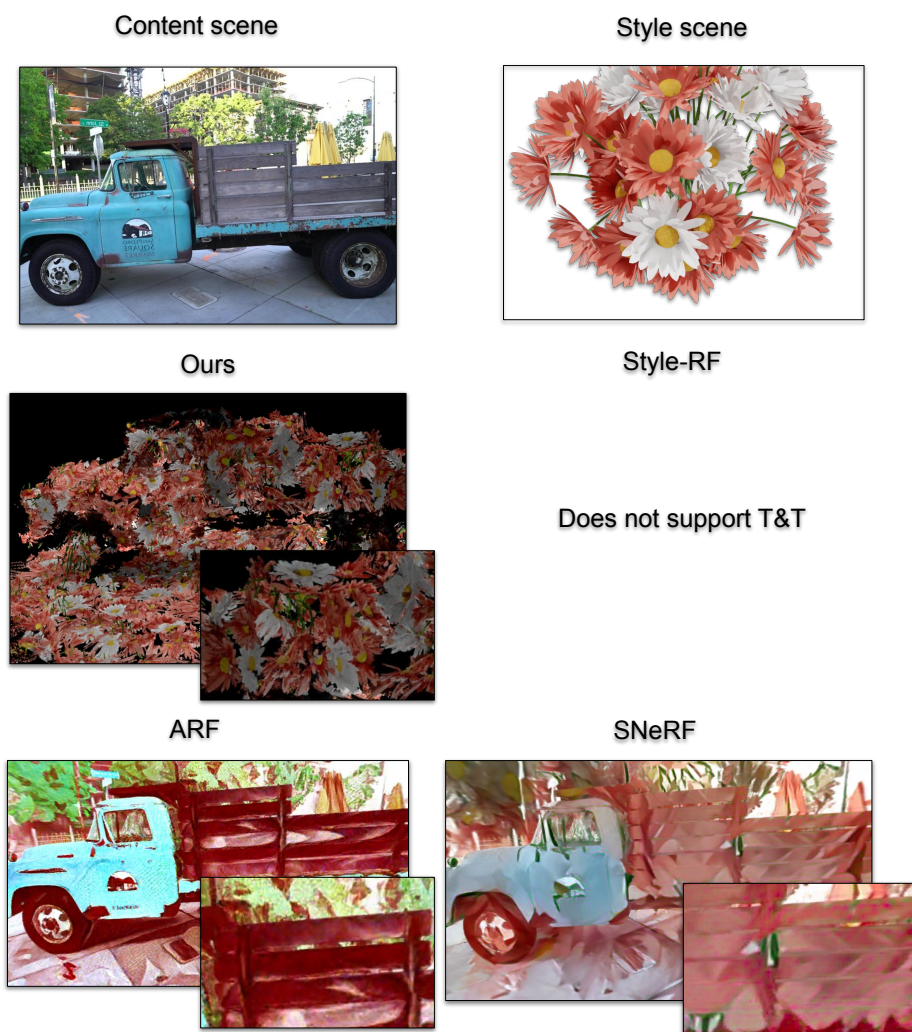 Content scene
Style scene
Ours
Style-RF
Does not support T&T
ARF
SNeRF